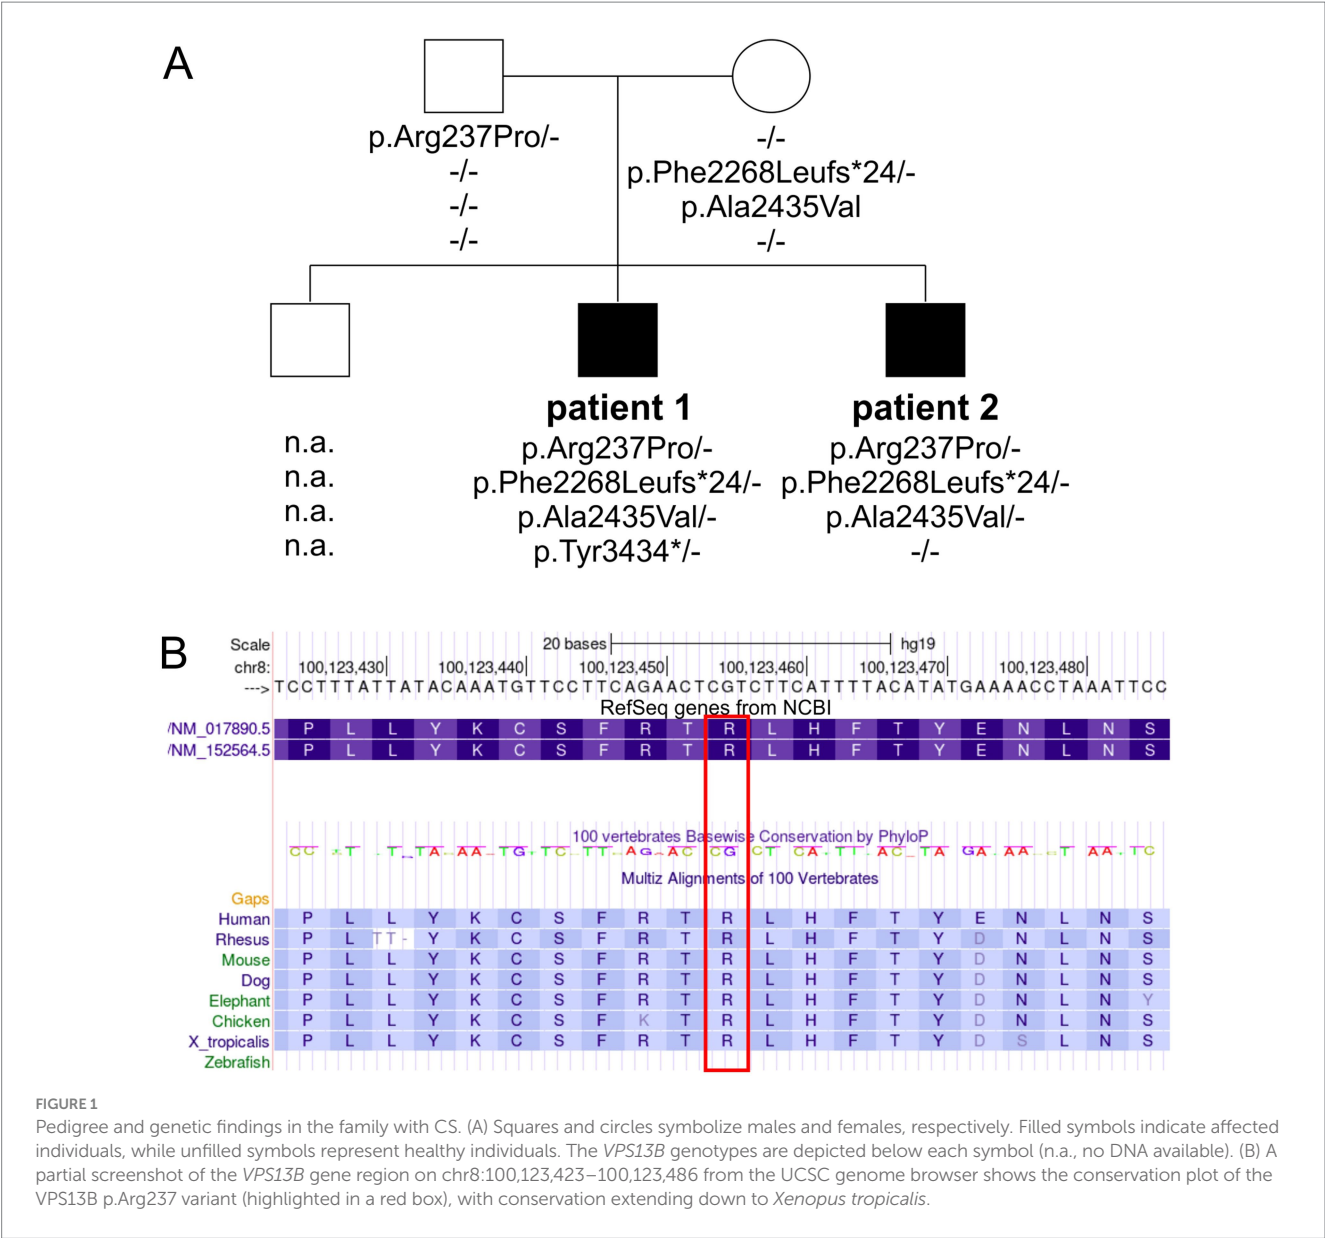 A
p.Arg237Pro/-
-/-
-/-
-/-
-/-
p.Phe2268Leufs*24/-
p.Ala2435Val
-/-
n.a.
n.a.
n.a.
n.a.
patient 1
p.Arg237Pro/-
p.Phe2268Leufs*24/-
p.Ala2435Val/-
p.Tyr3434*/-
patient 2
p.Arg237Pro/-
p.Phe2268Leufs*24/-
p.Ala2435Val/-
-/-
B
Scale 20 bases hg19
chr8: 100,123,430 100,123,440 100,123,450 100,123,460 100,123,470 100,123,480
---> TCCTTTATTATACAAATGTTCCTTCAGAACTCGTCTTCATTTTACATATGAAAACCTAAATTCC
RefSeq genes from NCBI
/NM_017890.5 P L L Y K C S F R T R L H F T Y E N L N S
/NM_152564.5 P L L Y K C S F R T R L H F T Y E N L N S
100 vertebrates Basewise Conservation by PhyloP
Multiz Alignments of 100 Vertebrates
Gaps
Human P L L Y K C S F R T R L H F T Y E N L N S
Rhesus P L TT- Y K C S F R T R L H F T Y D N L N S
Mouse P L L Y K C S F R T R L H F T Y D N L N S
Dog P L L Y K C S F R T R L H F T Y D N L N S
Elephant P L L Y K C S F R T R L H F T Y D N L N Y
Chicken P L L Y K C S F K T R L H F T Y D N L N S
X_tropicalis P L L Y K C S F R T R L H F T Y D S L N S
Zebrafish
FIGURE 1
Pedigree and genetic findings in the family with CS. (A) Squares and circles symbolize males and females, respectively. Filled symbols indicate affected
individuals, while unfilled symbols represent healthy individuals. The VPS13B genotypes are depicted below each symbol (n.a., no DNA available). (B) A
partial screenshot of the VPS13B gene region on chr8:100,123,423–100,123,486 from the UCSC genome browser shows the conservation plot of the
VPS13B p.Arg237 variant (highlighted in a red box), with conservation extending down to Xenopus tropicalis.